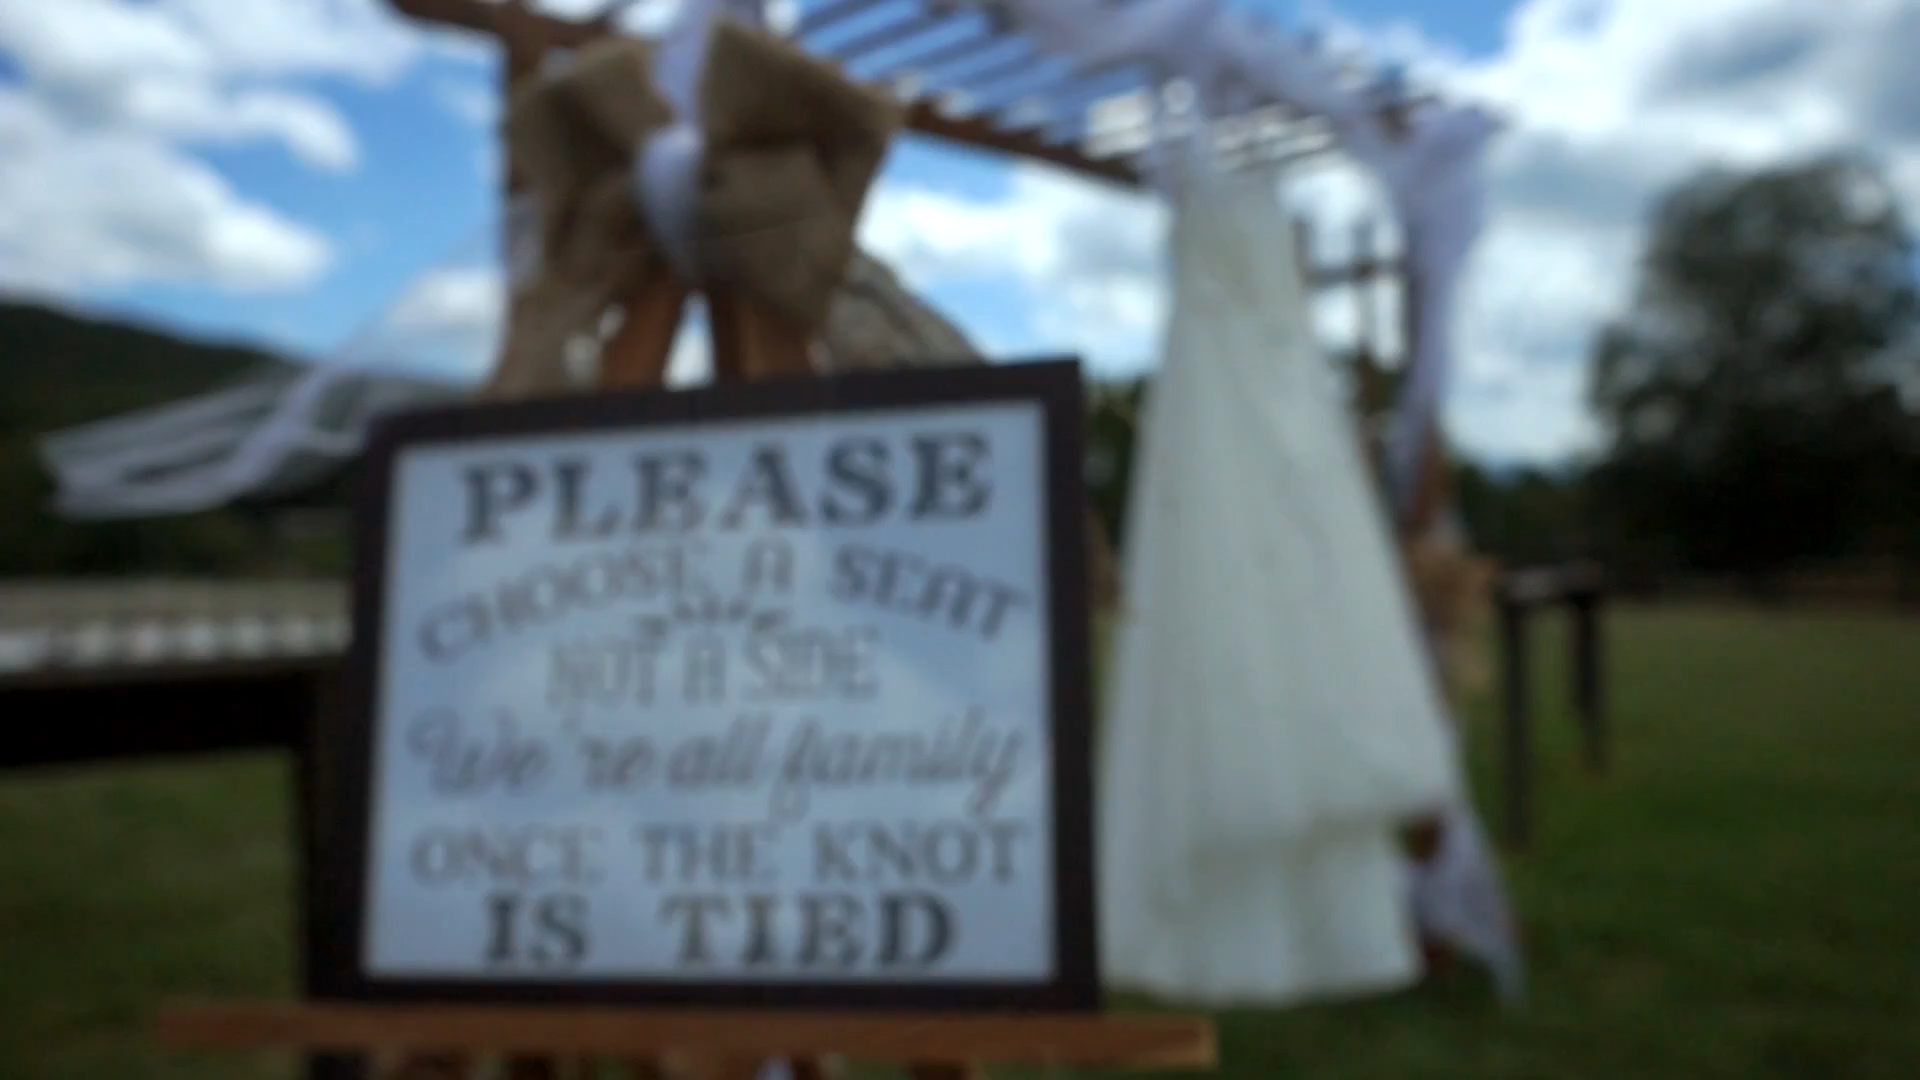 PLEASE
CHOOSE A SEAT
NOT A SIDE
We're all family
ONCE THE KNOT
IS TIED